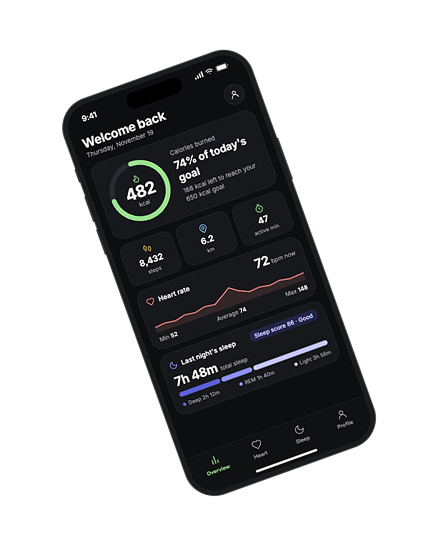 9:41
Welcome back
Thursday, November 19
Calories burned
482
kcal
74% of today's
goal
168 kcal left to reach your
650 kcal goal
8,432
steps
6.2
km
47
active min
Heart rate
72 bpm now
Min 52
Average 74
Max 148
Last night's sleep
Sleep score 86 · Good
7h 48m total sleep
Deep 2h 12m
REM 1h 40m
Light 3h 56m
Overview
Heart
Sleep
Profile